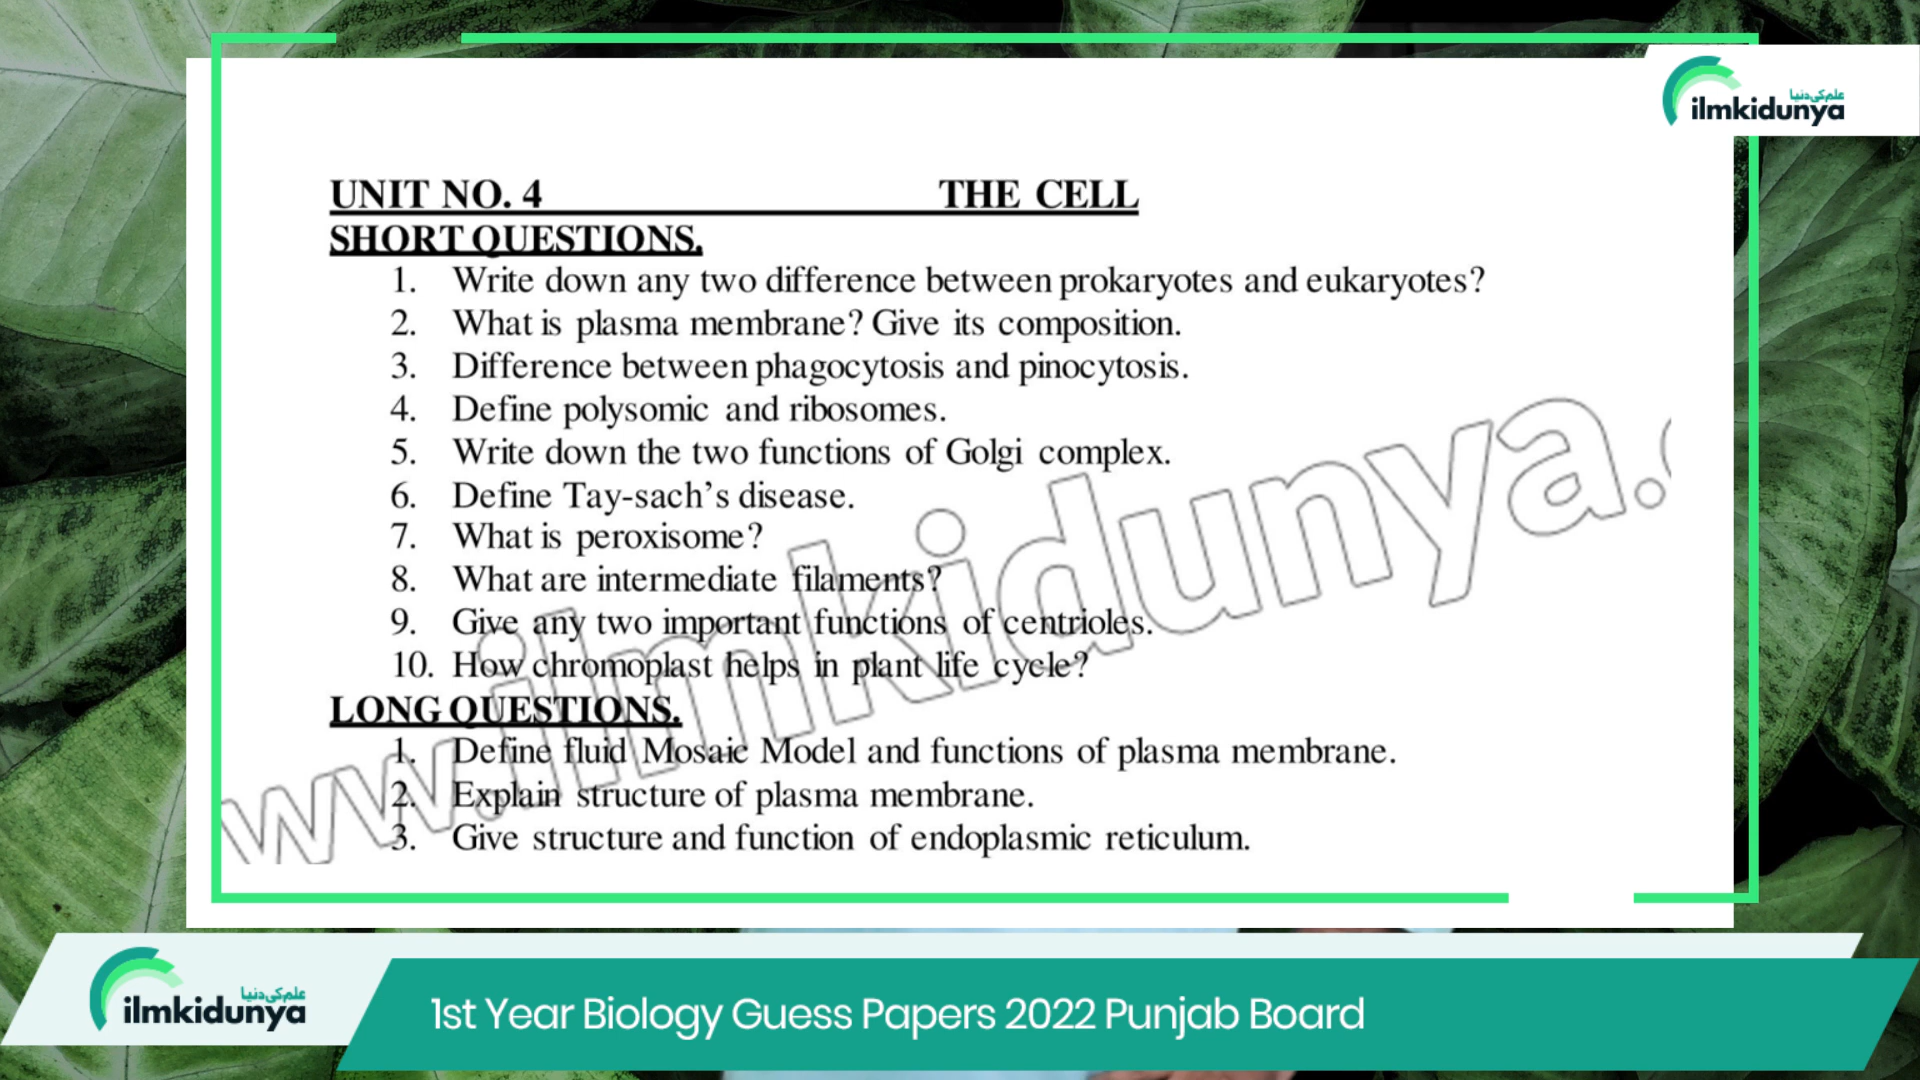 علم کی دنیا
ilmkidunya
UNIT NO. 4 THE CELL
SHORT QUESTIONS.
1. Write down any two difference between prokaryotes and eukaryotes?
2. What is plasma membrane? Give its composition.
3. Difference between phagocytosis and pinocytosis.
4. Define polysomic and ribosomes.
5. Write down the two functions of Golgi complex.
6. Define Tay-sach’s disease.
7. What is peroxisome?
8. What are intermediate filaments?
9. Give any two important functions of centrioles.
10. How chromoplast helps in plant life cycle?
LONG QUESTIONS.
1. Define fluid Mosaic Model and functions of plasma membrane.
2. Explain structure of plasma membrane.
3. Give structure and function of endoplasmic reticulum.
ww.ilmkidunya.
علم کی دنیا
ilmkidunya
1st Year Biology Guess Papers 2022 Punjab Board